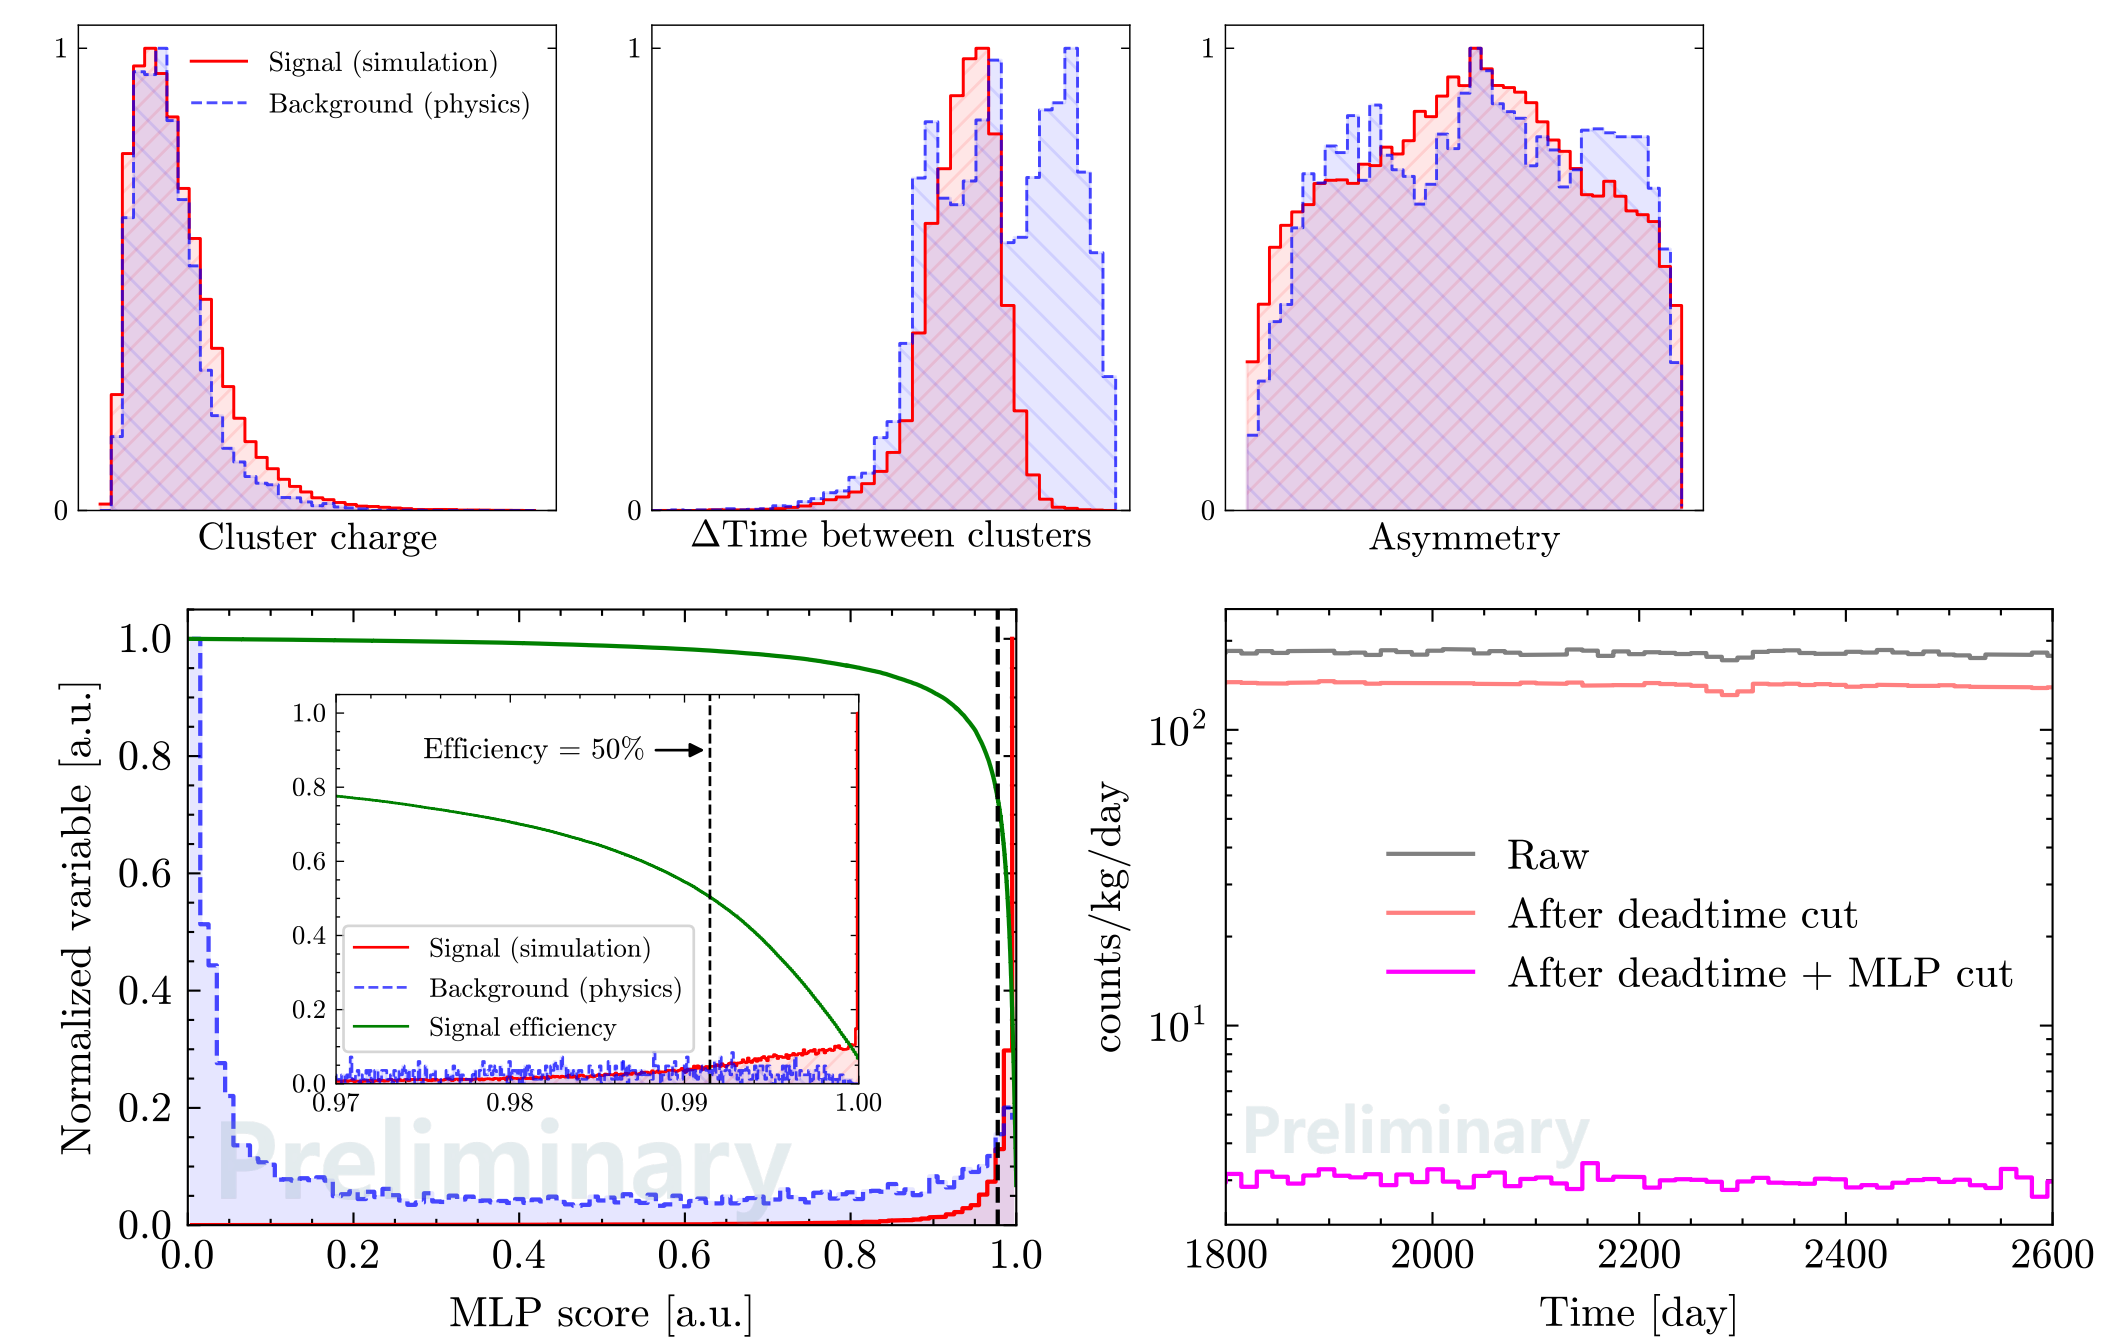 1
0
Signal (simulation)
Background (physics)
Cluster charge
1
0
ΔTime between clusters
1
0
Asymmetry
Normalized variable [a.u.]
1.0
0.8
0.6
0.4
0.2
0.0
0.0 0.2 0.4 0.6 0.8 1.0
MLP score [a.u.]
1.0
0.8
0.6
0.4
0.2
0.0
0.97 0.98 0.99 1.00
Efficiency = 50%
Signal (simulation)
Background (physics)
Signal efficiency
Preliminary
counts/kg/day
10²
10¹
Raw
After deadtime cut
After deadtime + MLP cut
Preliminary
1800 2000 2200 2400 2600
Time [day]